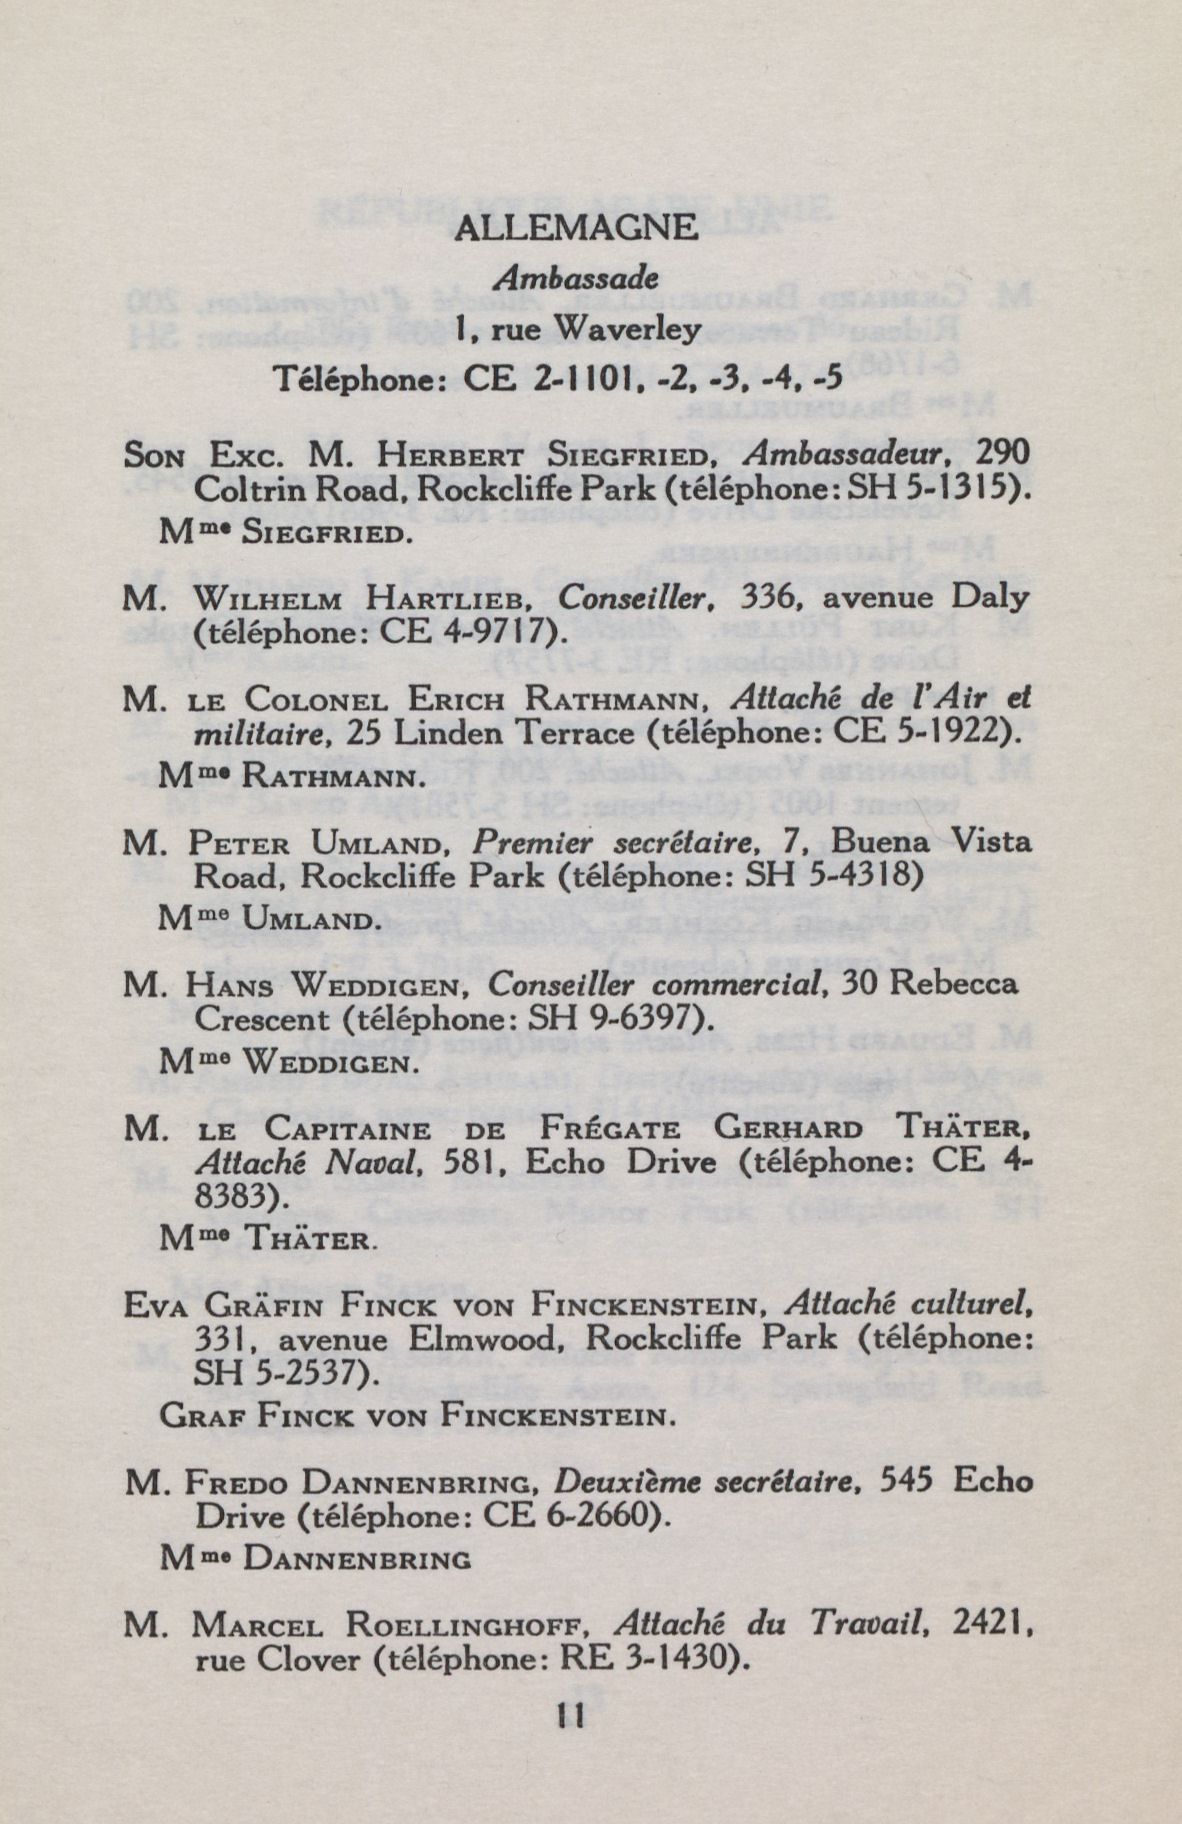 ALLEMAGNE
Ambassade
1, rue Waverley
Téléphone: CE 2-1101, -2, -3, -4, -5
SON EXC. M. HERBERT SIEGFRIED, Ambassadeur, 290
Coltrin Road, Rockcliffe Park (téléphone: SH 5-1315).
Mme SIEGFRIED.
M. WILHELM HARTLIEB, Conseiller, 336, avenue Daly
(téléphone: CE 4-9717).
M. LE COLONEL ERICH RATHMANN, Attaché de l'Air et
militaire, 25 Linden Terrace (téléphone: CE 5-1922).
Mme RATHMANN.
M. PETER UMLAND, Premier secrétaire, 7, Buena Vista
Road, Rockcliffe Park (téléphone: SH 5-4318)
Mme UMLAND.
M. HANS WEDDIGEN, Conseiller commercial, 30 Rebecca
Crescent (téléphone: SH 9-6397).
Mme WEDDIGEN.
M. LE CAPITAINE DE FRÉGATE GERHARD THÄTER,
Attaché Naval, 581, Echo Drive (téléphone: CE 4-
8383).
Mme THÄTER.
EVA GRÄFIN FINCK VON FINCKENSTEIN, Attaché culturel,
331, avenue Elmwood, Rockcliffe Park (téléphone:
SH 5-2537).
GRAF FINCK VON FINCKENSTEIN.
M. FREDO DANNENBRING, Deuxième secrétaire, 545 Echo
Drive (téléphone: CE 6-2660).
Mme DANNENBRING
M. MARCEL ROELLINGHOFF, Attaché du Travail, 2421,
rue Clover (téléphone: RE 3-1430).
11